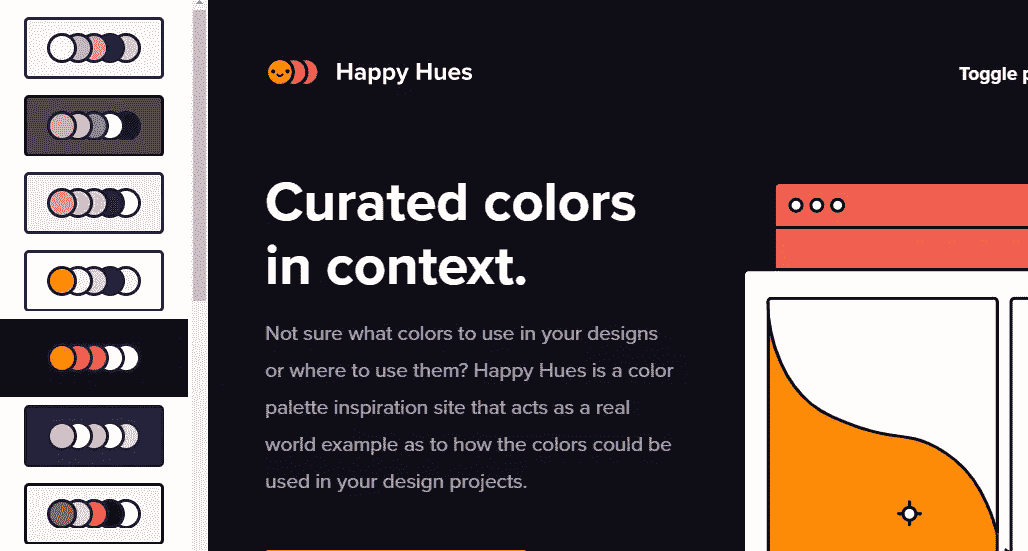 Happy Hues
Toggle
Curated colors
in context.
Not sure what colors to use in your designs
or where to use them? Happy Hues is a color
palette inspiration site that acts as a real
world example as to how the colors could be
used in your design projects.